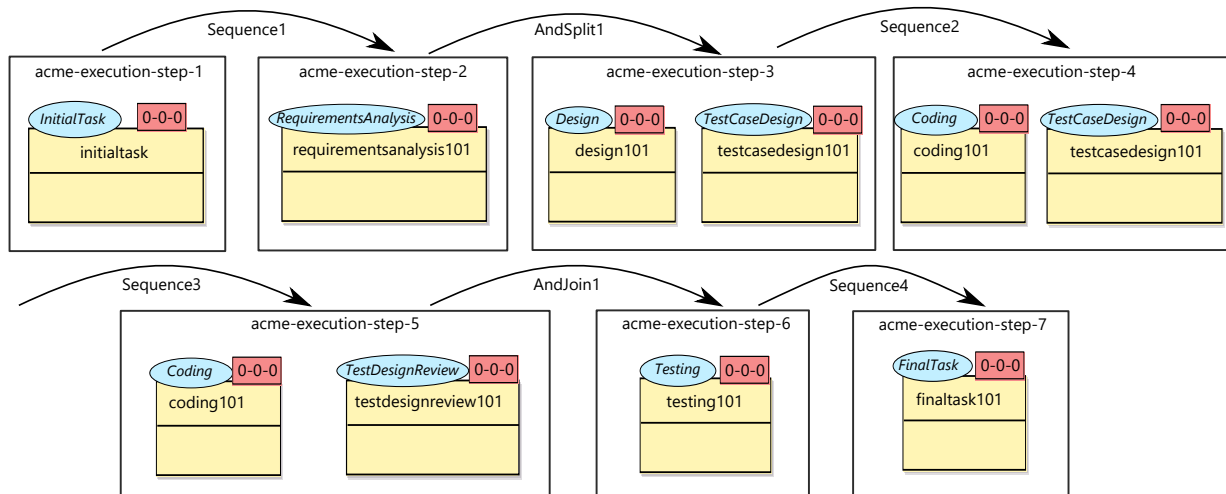 Sequence1
AndSplit1
Sequence2
acme-execution-step-1
acme-execution-step-2
acme-execution-step-3
acme-execution-step-4
InitialTask 0-0-0
initialtask
RequirementsAnalysis 0-0-0
requirementsanalysis101
Design 0-0-0
design101
TestCaseDesign 0-0-0
testcasedesign101
Coding 0-0-0
coding101
TestCaseDesign 0-0-0
testcasedesign101
Sequence3
AndJoin1
Sequence4
acme-execution-step-5
acme-execution-step-6
acme-execution-step-7
Coding 0-0-0
coding101
TestDesignReview 0-0-0
testdesignreview101
Testing 0-0-0
testing101
FinalTask 0-0-0
finaltask101